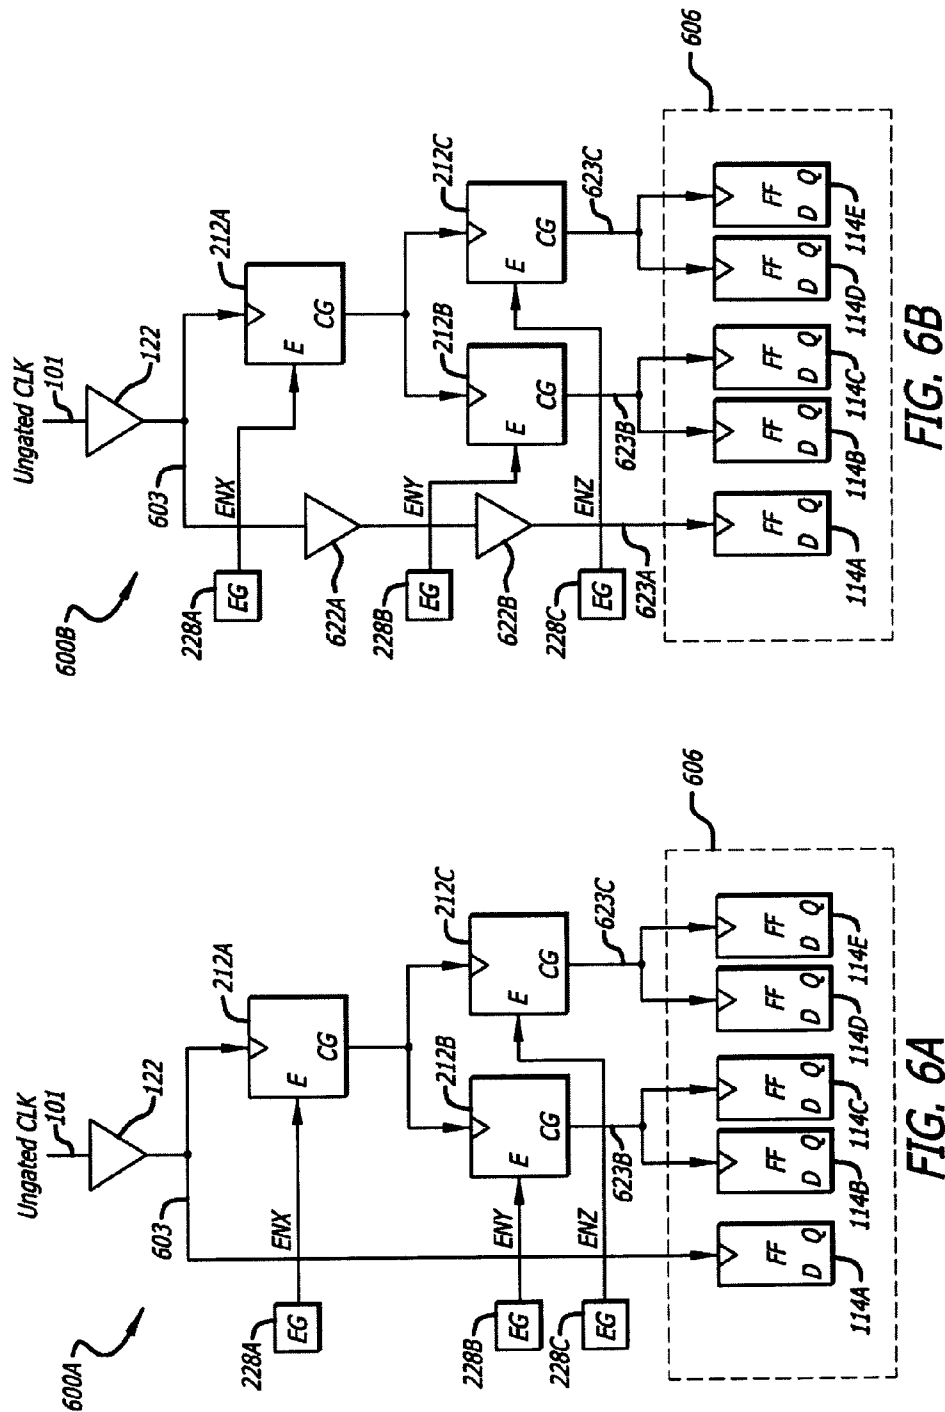 600A
Ungated CLK
101
122
603
212A
228A
EG
ENX
E
CG
212B
212C
228B
EG
ENY
E
CG
E
CG
228C
EG
ENZ
623B
623C
606
FF
D Q
FF
D Q
FF
D Q
FF
D Q
FF
D Q
114A
114B
114C
114D
114E
FIG. 6A
600B
Ungated CLK
101
122
603
212A
228A
EG
ENX
E
CG
622A
212B
212C
228B
EG
ENY
E
CG
E
CG
622B
228C
EG
ENZ
623A
623B
623C
606
FF
D Q
FF
D Q
FF
D Q
FF
D Q
FF
D Q
114A
114B
114C
114D
114E
FIG. 6B